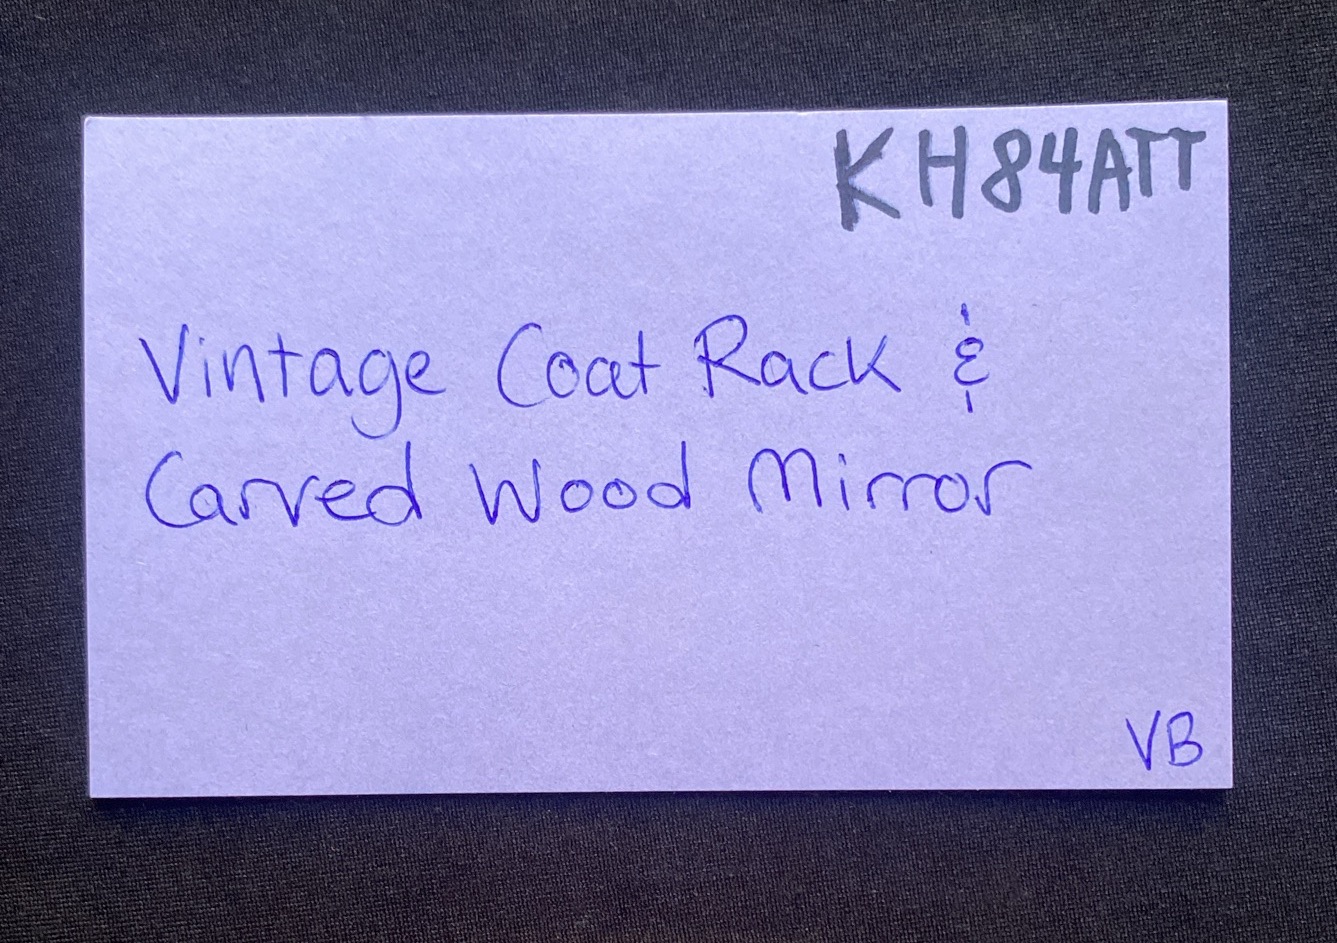 KH84ATT
Vintage Coat Rack &
Carved Wood Mirror
VB